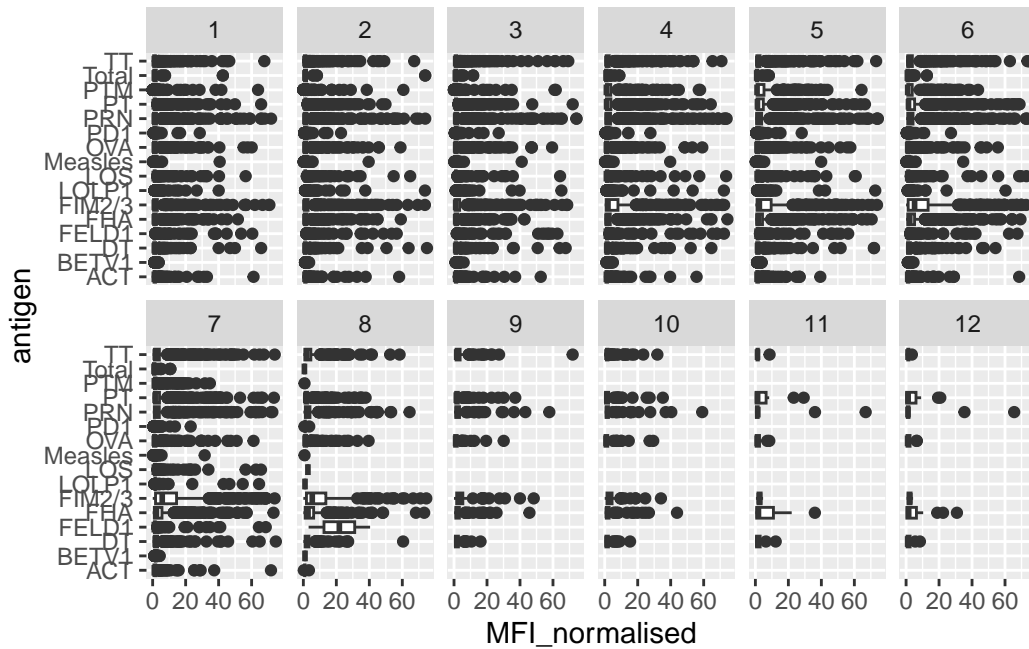 1 2 3 4 5 6
TT
Total
PTM
PT
PRN
PD1
OVA
Measles
LOS
LOLP1
FIM2/3
FHA
FELD1
DT
BETV1
ACT
antigen
7 8 9 10 11 12
TT
Total
PTM
PT
PRN
PD1
OVA
Measles
LOS
LOLP1
FIM2/3
FHA
FELD1
DT
BETV1
ACT
0 20 40 60 0 20 40 60 0 20 40 60 0 20 40 60 0 20 40 60 0 20 40 60
MFI_normalised